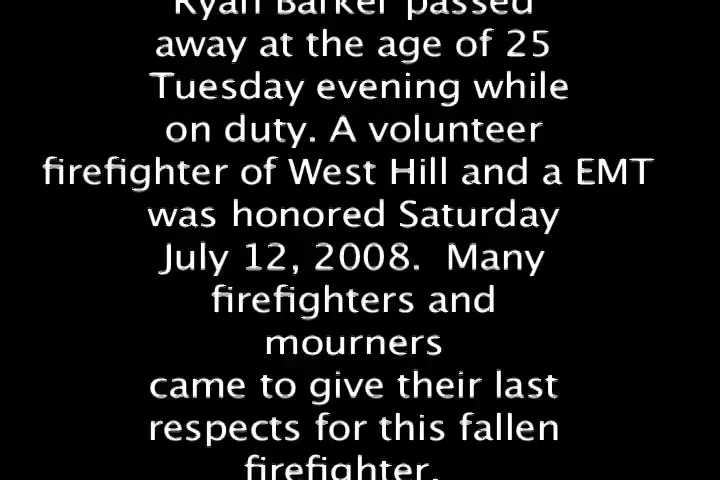 Ryan Barker passed
away at the age of 25
Tuesday evening while
on duty. A volunteer
firefighter of West Hill and a EMT
was honored Saturday
July 12, 2008.  Many
firefighters and
mourners
came to give their last
respects for this fallen
firefighter.